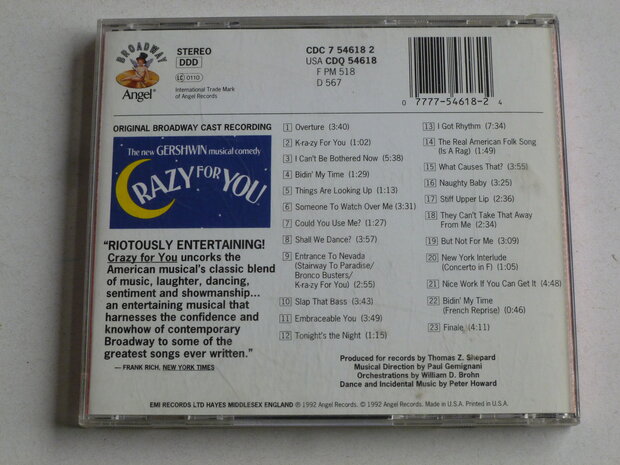 BROADWAY
Angel®
STEREO
DDD
LC 0110
International Trade Mark
of Angel Records
CDC 7 54618 2
USA CDQ 54618
F PM 518
D 567
0 7777-54618-2 4
ORIGINAL BROADWAY CAST RECORDING
The new GERSHWIN musical comedy
CRAZY FOR YOU
“RIOTOUSLY ENTERTAINING!
Crazy for You uncorks the
American musical's classic blend
of music, laughter, dancing,
sentiment and showmanship...
an entertaining musical that
harnesses the confidence and
knowhow of contemporary
Broadway to some of the
greatest songs ever written.”
— FRANK RICH, NEW YORK TIMES
1 Overture (3:40)
2 K-ra-zy For You (1:02)
3 I Can't Be Bothered Now (5:38)
4 Bidin' My Time (1:29)
5 Things Are Looking Up (1:13)
6 Someone To Watch Over Me (3:31)
7 Could You Use Me? (1:27)
8 Shall We Dance? (3:57)
9 Entrance To Nevada
(Stairway To Paradise/
Bronco Busters/
K-ra-zy For You) (2:55)
10 Slap That Bass (3:43)
11 Embraceable You (3:49)
12 Tonight's the Night (1:15)
13 I Got Rhythm (7:34)
14 The Real American Folk Song
(Is A Rag) (1:49)
15 What Causes That? (3:55)
16 Naughty Baby (3:25)
17 Stiff Upper Lip (2:36)
18 They Can't Take That Away
From Me (2:34)
19 But Not For Me (3:09)
20 New York Interlude
(Concerto in F) (1:05)
21 Nice Work If You Can Get It (4:48)
22 Bidin' My Time
(French Reprise) (0:46)
23 Finale (4:11)
Produced for records by Thomas Z. Shepard
Musical Direction by Paul Gemignani
Orchestrations by William D. Brohn
Dance and Incidental Music by Peter Howard
EMI RECORDS LTD HAYES MIDDLESEX ENGLAND ℗ 1992 Angel Records. © 1992 Angel Records. Made in U.S.A. Printed in U.S.A.